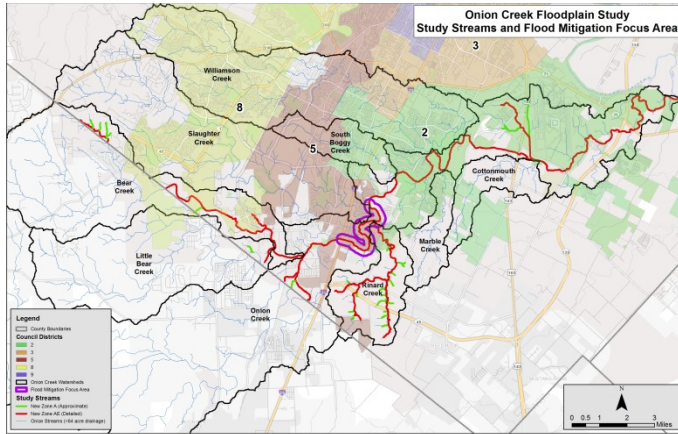 Onion Creek Floodplain Study
Study Streams and Flood Mitigation Focus Area
3
Williamson
Creek
8
2
Slaughter
Creek
South
Boggy
Creek
5
Cottonmouth
Creek
Bear
Creek
Marble
Creek
Little
Bear
Creek
Rinard
Creek
Onion
Creek
Legend
County Boundaries
Council Districts
2
3
5
8
9
Onion Creek Watersheds
Flood Mitigation Focus Area
Study Streams
New Zone A (Approximate)
New Zone AE (Detailed)
Onion Streams (>64 acre drainage)
N
0 0.5 1 2 3
Miles